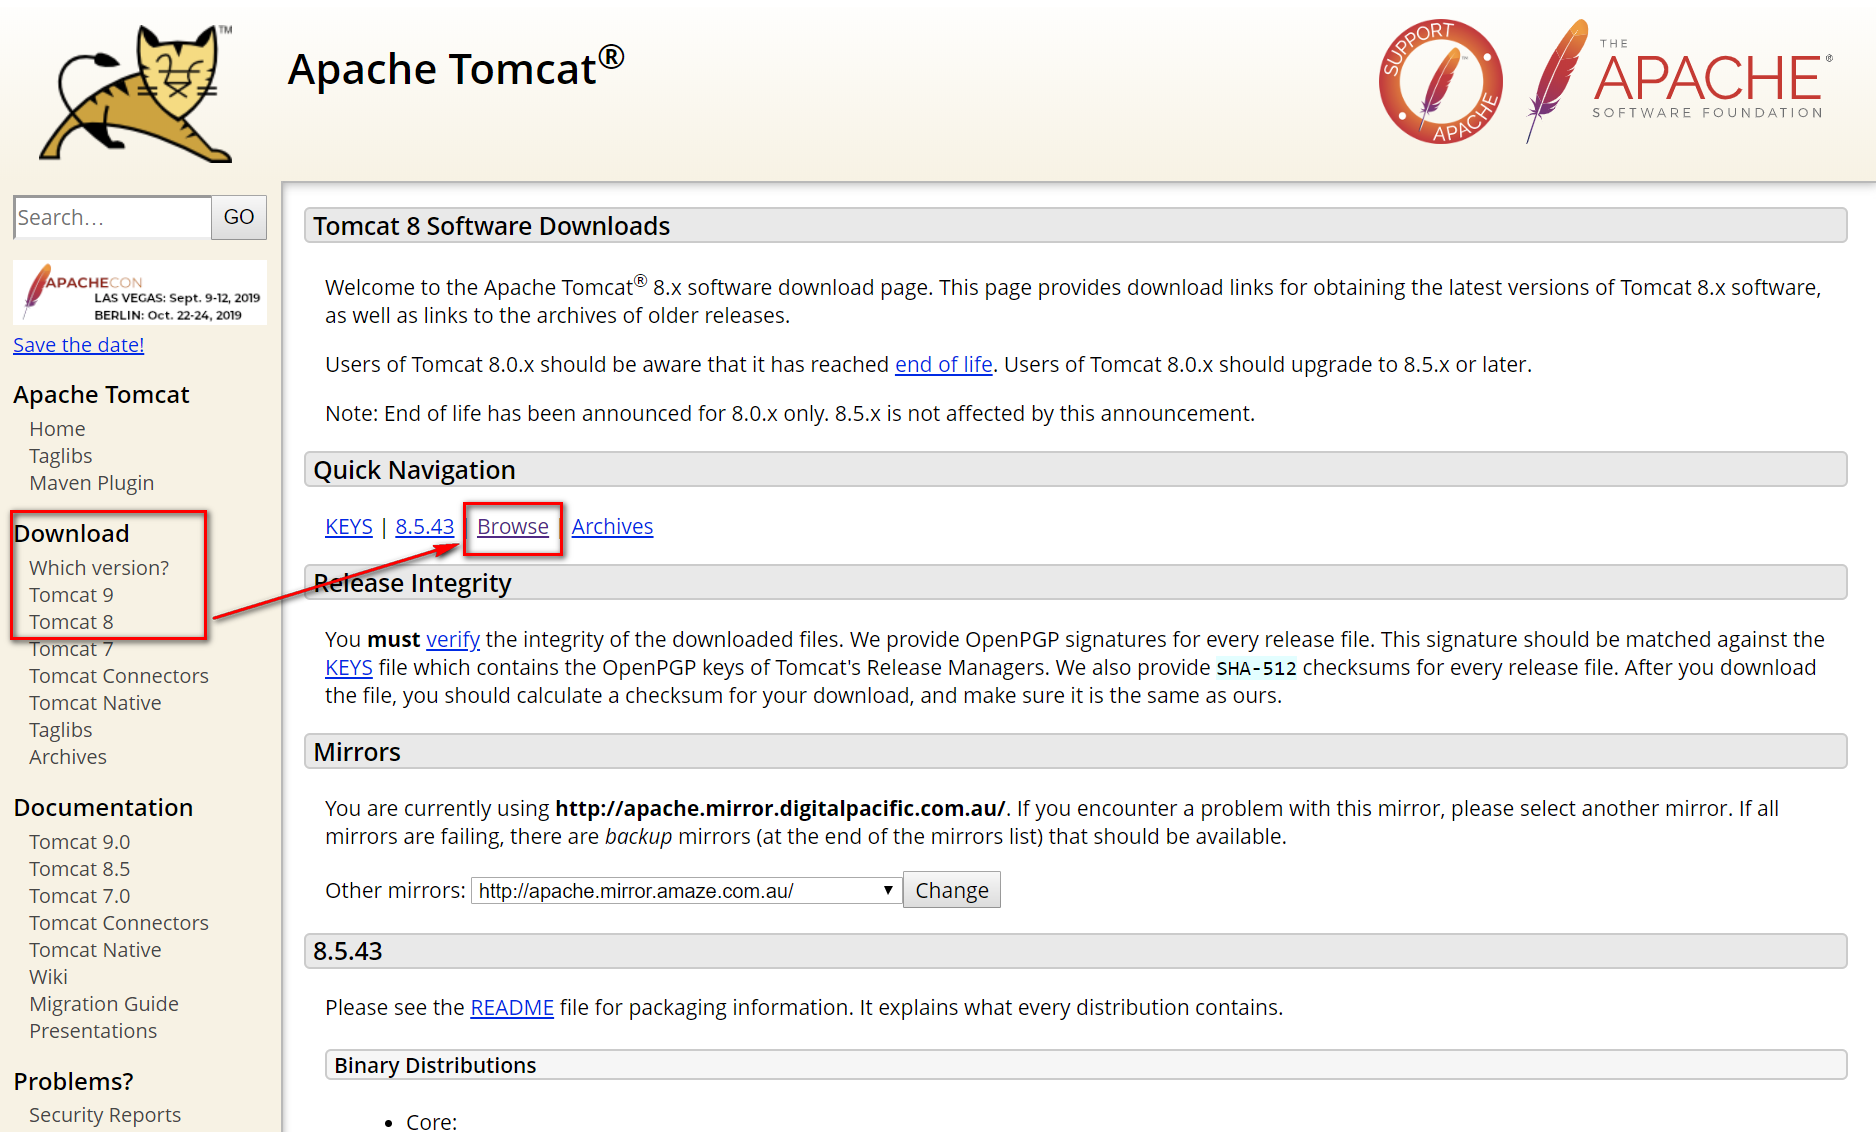 TM
Apache Tomcat®
SUPPORT
APACHE
THE
APACHE®
SOFTWARE FOUNDATION
Search...
GO
APACHECON
LAS VEGAS: Sept. 9-12, 2019
BERLIN: Oct. 22-24, 2019
Save the date!
Apache Tomcat
Home
Taglibs
Maven Plugin
Download
Which version?
Tomcat 9
Tomcat 8
Tomcat 7
Tomcat Connectors
Tomcat Native
Taglibs
Archives
Documentation
Tomcat 9.0
Tomcat 8.5
Tomcat 7.0
Tomcat Connectors
Tomcat Native
Wiki
Migration Guide
Presentations
Problems?
Security Reports
Tomcat 8 Software Downloads
Welcome to the Apache Tomcat® 8.x software download page. This page provides download links for obtaining the latest versions of Tomcat 8.x software,
as well as links to the archives of older releases.
Users of Tomcat 8.0.x should be aware that it has reached end of life. Users of Tomcat 8.0.x should upgrade to 8.5.x or later.
Note: End of life has been announced for 8.0.x only. 8.5.x is not affected by this announcement.
Quick Navigation
KEYS | 8.5.43 | Browse | Archives
Release Integrity
You must verify the integrity of the downloaded files. We provide OpenPGP signatures for every release file. This signature should be matched against the
KEYS file which contains the OpenPGP keys of Tomcat's Release Managers. We also provide SHA-512 checksums for every release file. After you download
the file, you should calculate a checksum for your download, and make sure it is the same as ours.
Mirrors
You are currently using http://apache.mirror.digitalpacific.com.au/. If you encounter a problem with this mirror, please select another mirror. If all
mirrors are failing, there are backup mirrors (at the end of the mirrors list) that should be available.
Other mirrors: http://apache.mirror.amaze.com.au/ Change
8.5.43
Please see the README file for packaging information. It explains what every distribution contains.
Binary Distributions
• Core: